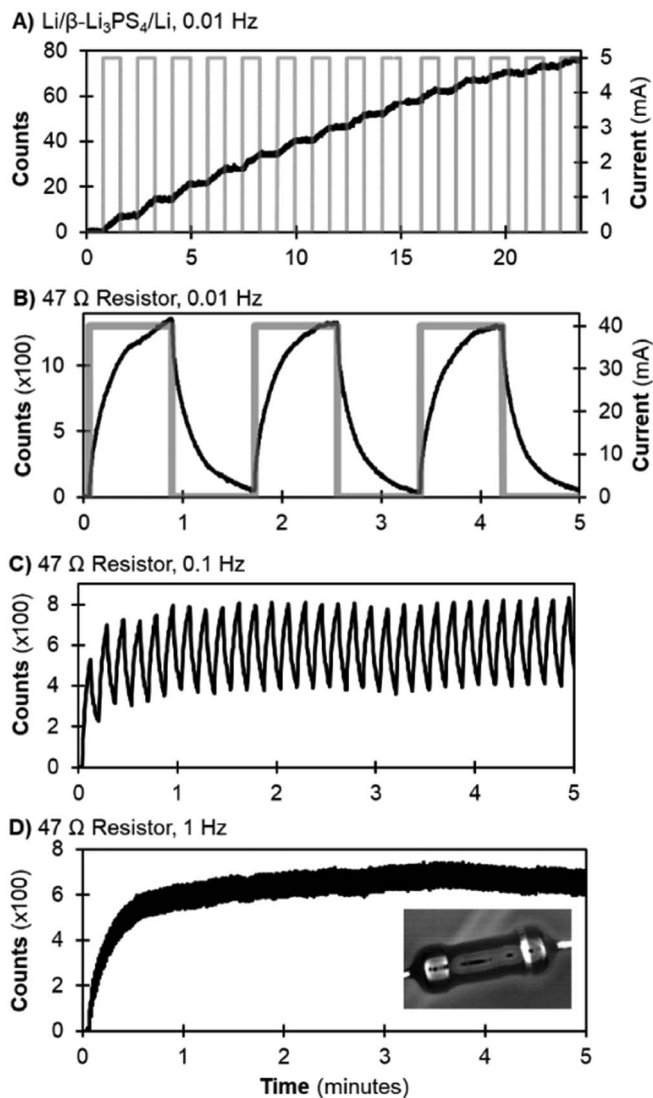 A) Li/β-Li₃PS₄/Li, 0.01 Hz
80
60
40
20
0
Counts
5
4
3
2
1
0
Current (mA)
0 5 10 15 20
B) 47 Ω Resistor, 0.01 Hz
10
5
0
Counts (x100)
40
30
20
10
0
Current (mA)
0 1 2 3 4 5
C) 47 Ω Resistor, 0.1 Hz
8
6
4
2
0
Counts (x100)
0 1 2 3 4 5
D) 47 Ω Resistor, 1 Hz
8
6
4
2
0
Counts (x100)
0 1 2 3 4 5
Time (minutes)